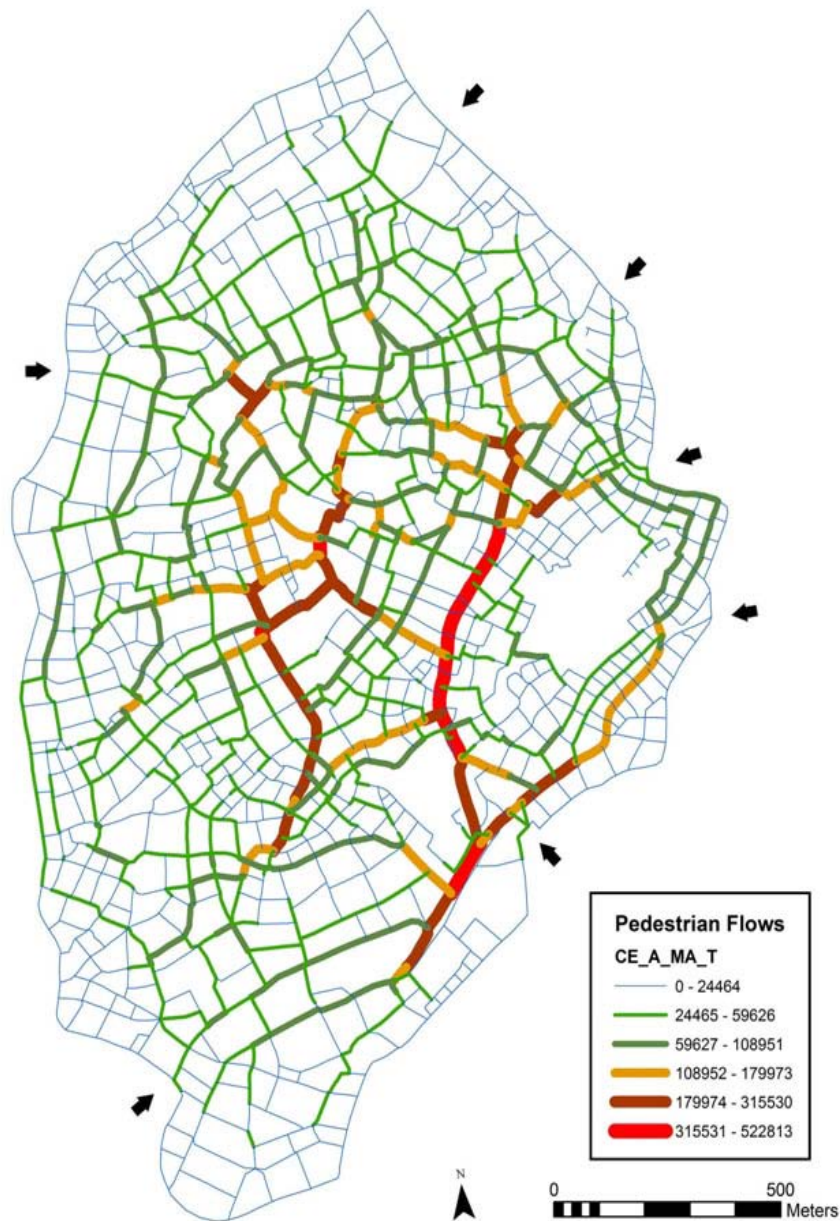 Pedestrian Flows
CE_A_MA_T
0 - 24464
24465 - 59626
59627 - 108951
108952 - 179973
179974 - 315530
315531 - 522813
N
0 500
Meters